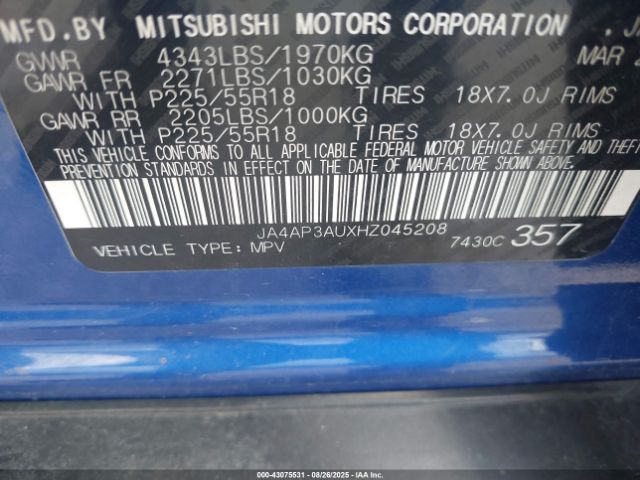 MFD.BY MITSUBISHI MOTORS CORPORATION
GVWR 4343LBS/1970KG MAR
GAWR FR 2271LBS/1030KG
WITH P225/55R18 TIRES 18X7.0J RIMS
GAWR RR 2205LBS/1000KG
WITH P225/55R18 TIRES 18X7.0J RIMS
THIS VEHICLE CONFORMS TO ALL APPLICABLE FEDERAL MOTOR VEHICLE SAFETY AND THEFT
PREVENTION STANDARDS IN EFFECT ON THE DATE OF MANUFACTURE SHOWN ABOVE.
JA4AP3AUXHZ045208
VEHICLE TYPE: MPV 7430C 357
000-43075531 - 08/26/2025 - IAAI.COM